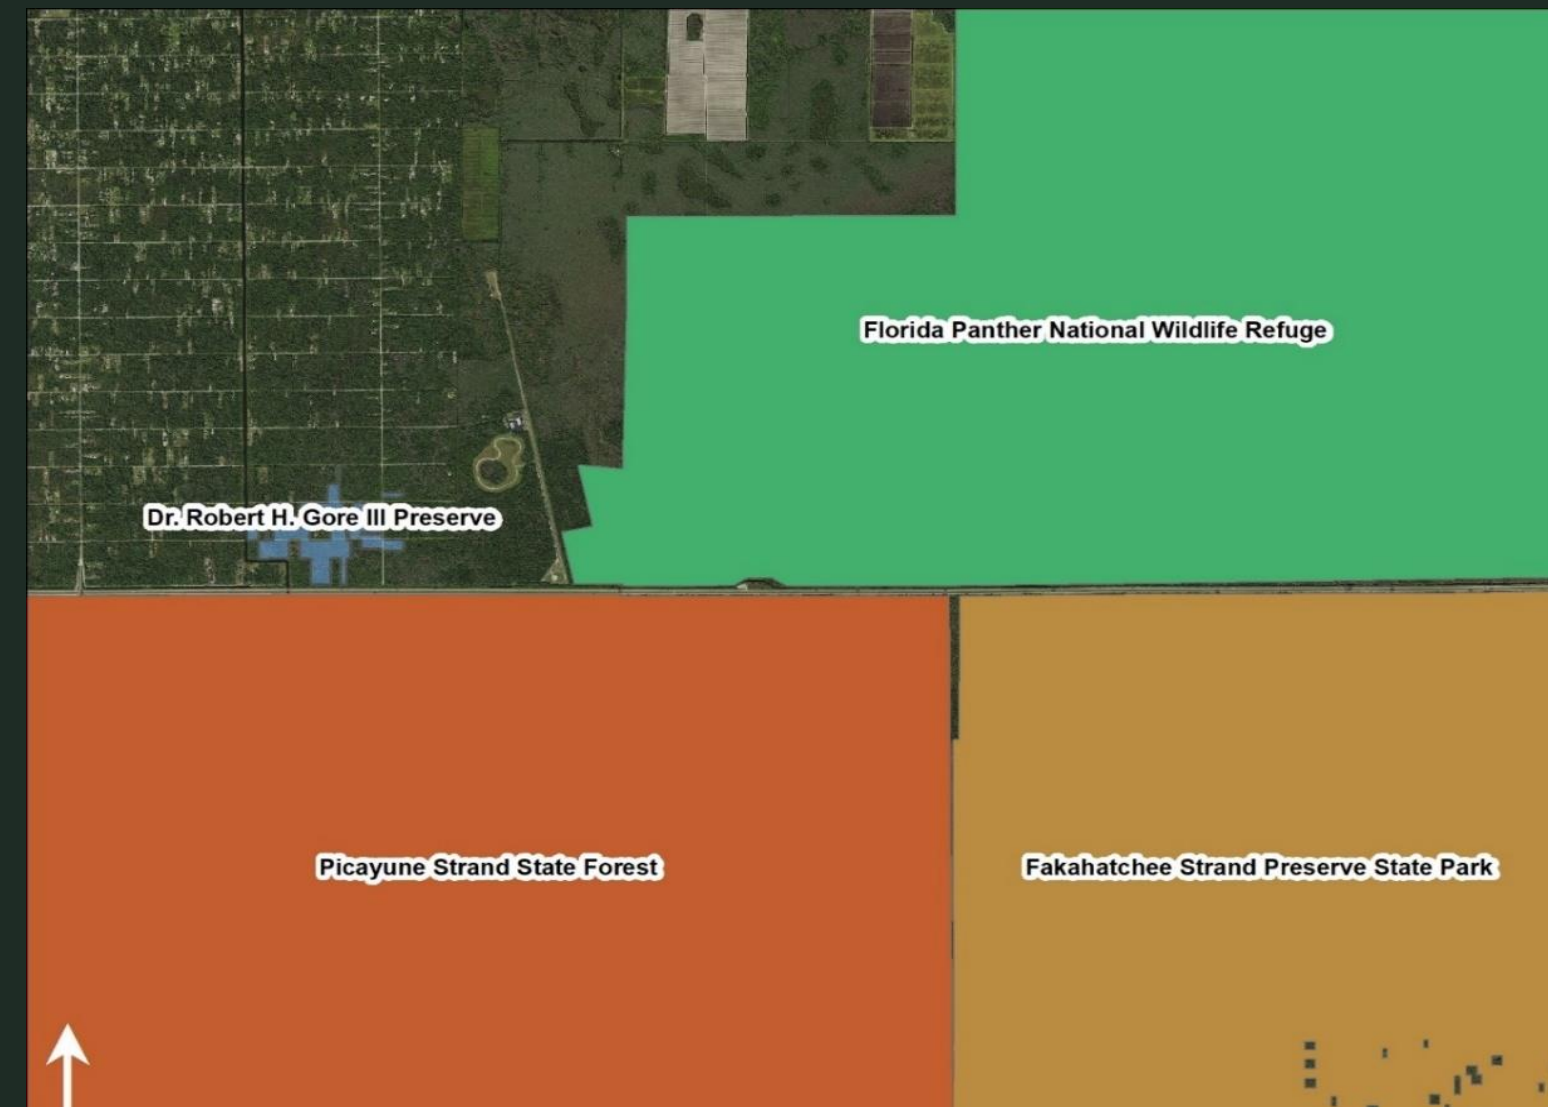 Florida Panther National Wildlife Refuge
Dr. Robert H. Gore III Preserve
Picayune Strand State Forest
Fakahatchee Strand Preserve State Park